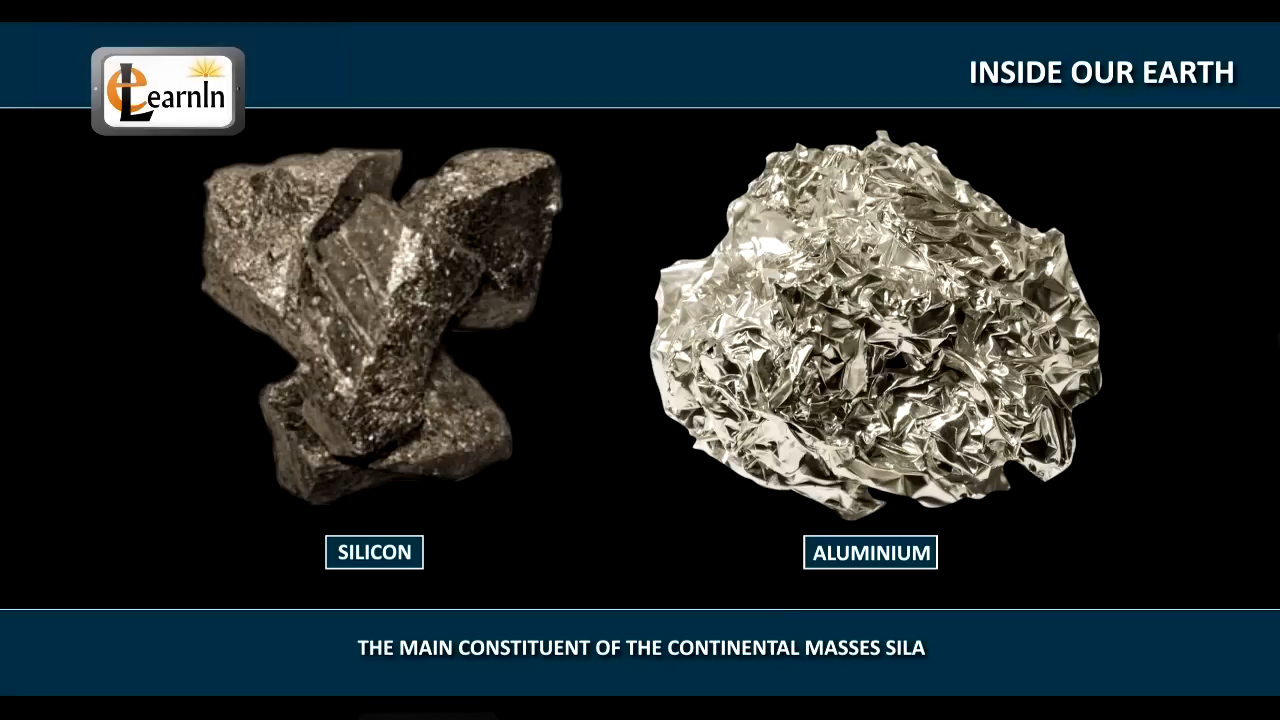 eLearnIn
INSIDE OUR EARTH
SILICON
ALUMINIUM
THE MAIN CONSTITUENT OF THE CONTINENTAL MASSES SILA